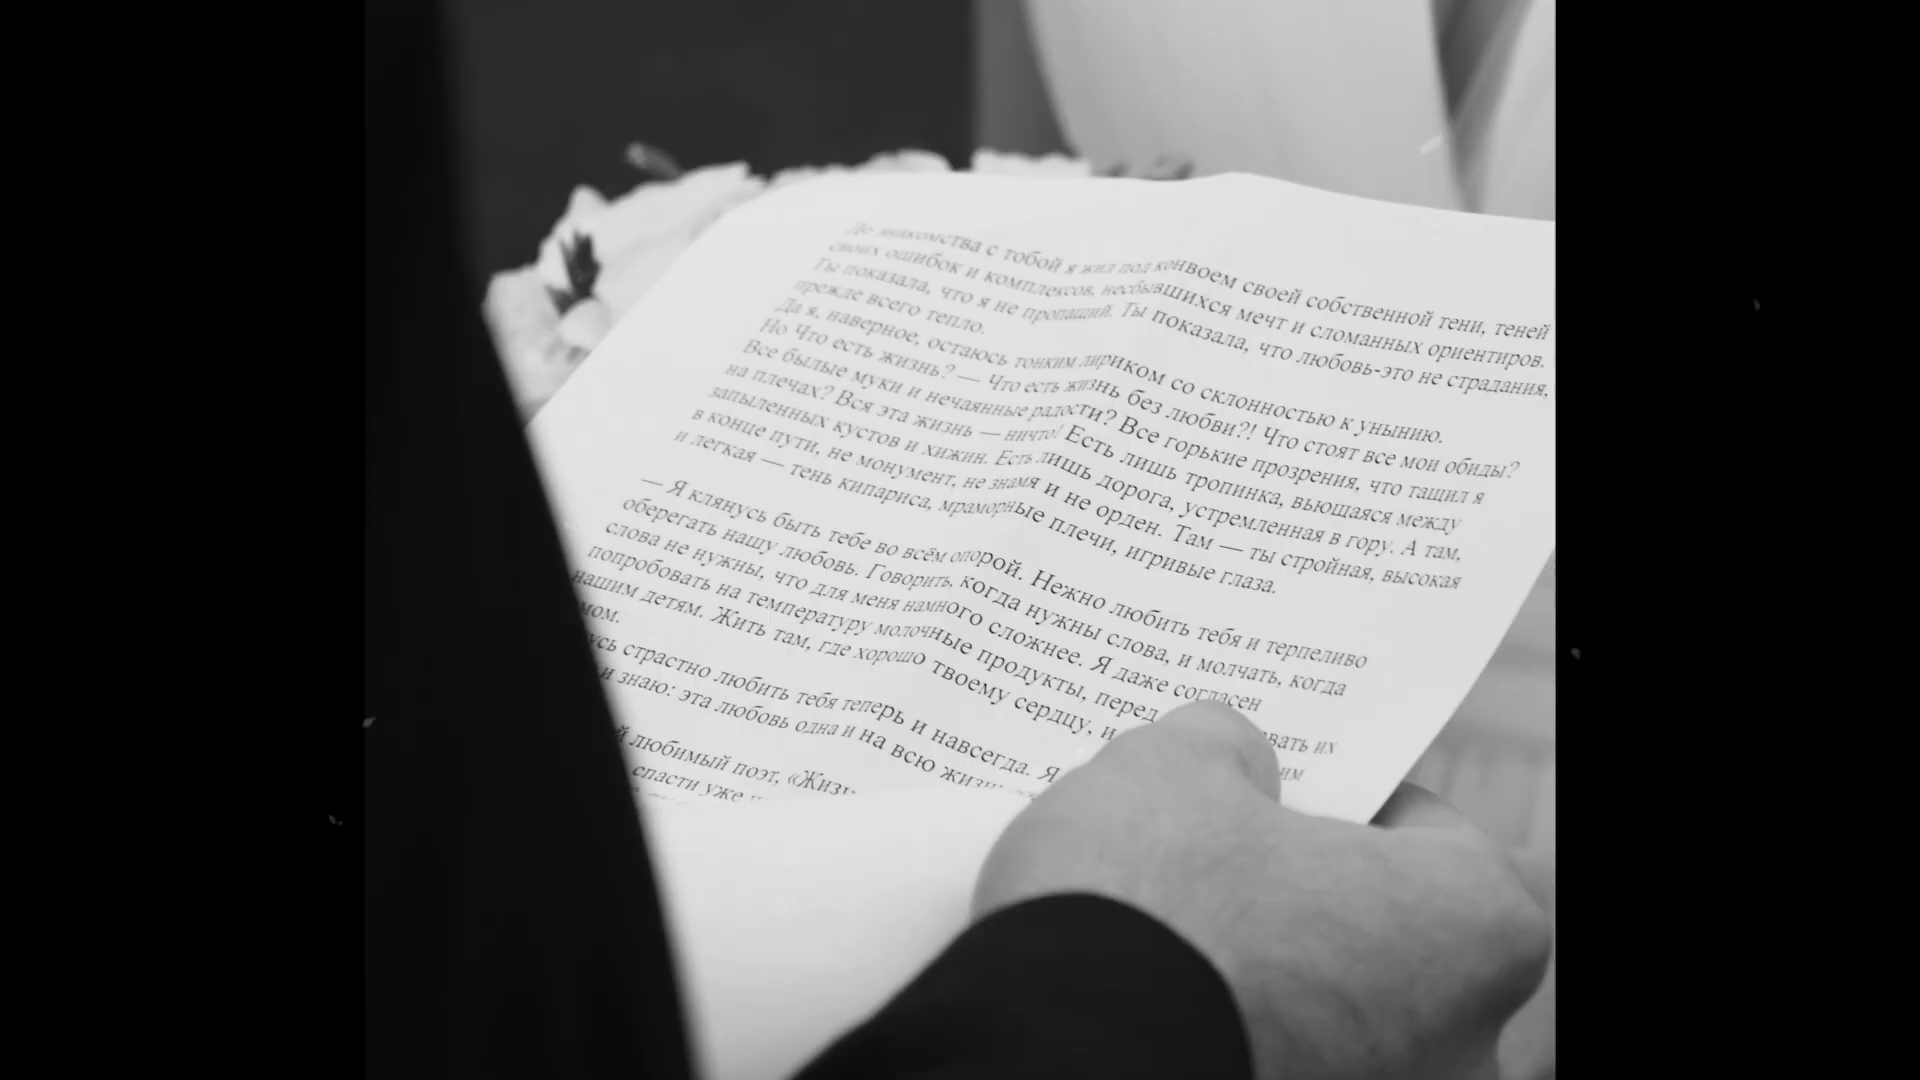 До знакомства с тобой я жил под конвоем своей собственной тени, теней
своих ошибок и комплексов, несбывшихся мечт и сломанных ориентиров.
Ты показала, что я не пропащий. Ты показала, что любовь-это не страдания,
прежде всего тепло.
Да я, наверное, остаюсь тонким лириком со склонностью к унынию.
Но Что есть жизнь? — Что есть жизнь без любви?! Что стоят все мои обиды?
Все былые муки и нечаянные радости? Все горькие прозрения, что тащил я
на плечах? Вся эта жизнь — ничто! Есть лишь тропинка, вьющаяся между
запыленных кустов и хижин. Есть лишь дорога, устремленная в гору. А там,
в конце пути, не монумент, не знамя и не орден. Там — ты стройная, высокая
и легкая — тень кипариса, мраморные плечи, игривые глаза.
— Я клянусь быть тебе во всём опорой. Нежно любить тебя и терпеливо
оберегать нашу любовь. Говорить, когда нужны слова, и молчать, когда
слова не нужны, что для меня намного сложнее. Я даже согласен
попробовать на температуру молочные продукты, перед вать их
нашим детям. Жить там, где хорошо твоему сердцу, и им
мом.
усь страстно любить тебя теперь и навсегда. Я
и знаю: эта любовь одна и на всю жизн
й любимый поэт, «Жизн
спасти уже